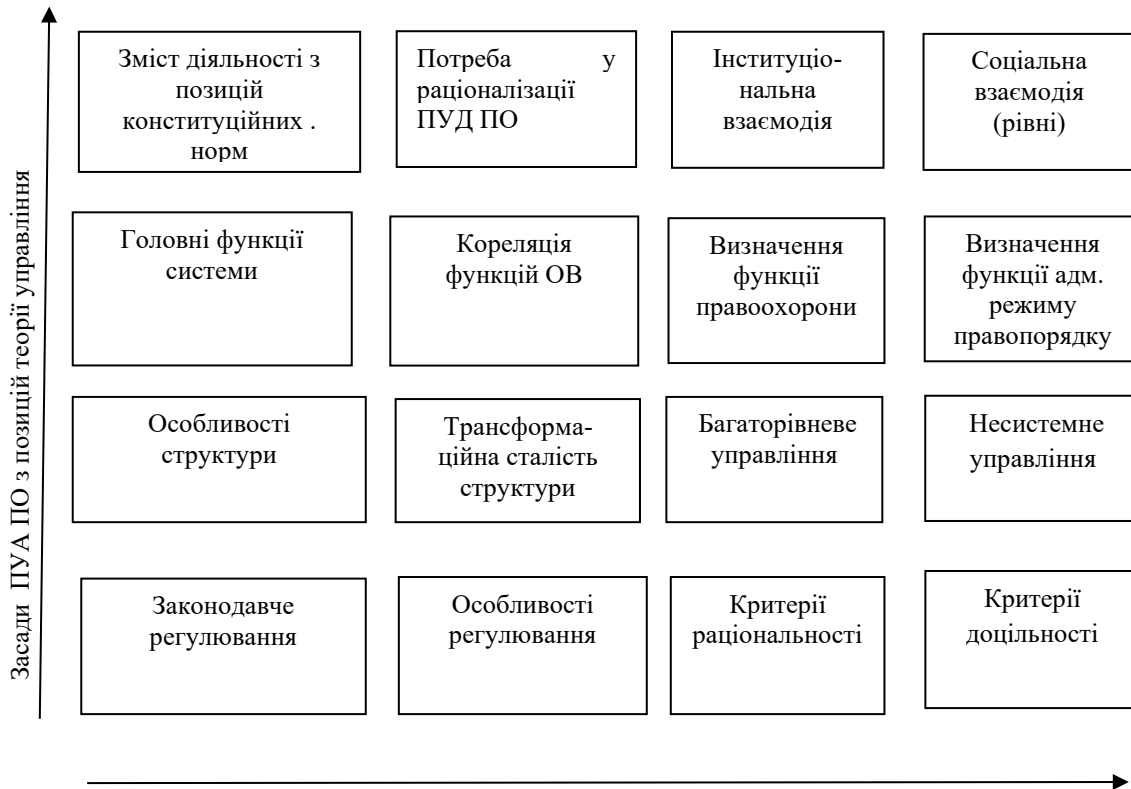 Зміст діяльності з
позицій
конституційних .
норм
Потреба у
раціоналізації
ПУД ПО
Інституціо-
нальна
взаємодія
Соціальна
взаємодія
(рівні)
Головні функції
системи
Кореляція
функцій ОВ
Визначення
функції
правоохорони
Визначення
функції адм.
режиму
правопорядку
Особливості
структури
Трансформа-
ційна сталість
структури
Багаторівневе
управління
Несистемне
управління
Законодавче
регулювання
Особливості
регулювання
Критерії
раціональності
Критерії
доцільності
Засади ПУА ПО з позицій теорії управління